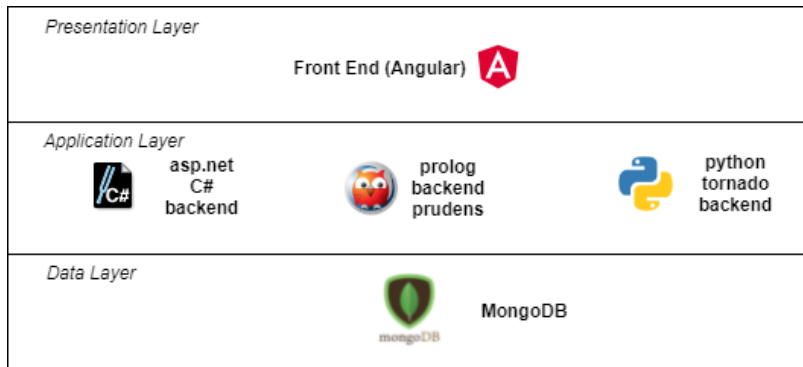 Presentation Layer
Front End (Angular)
A
Application Layer
C#
asp.net
C#
backend
prolog
backend
prudens
python
tornado
backend
Data Layer
mongoDB
MongoDB